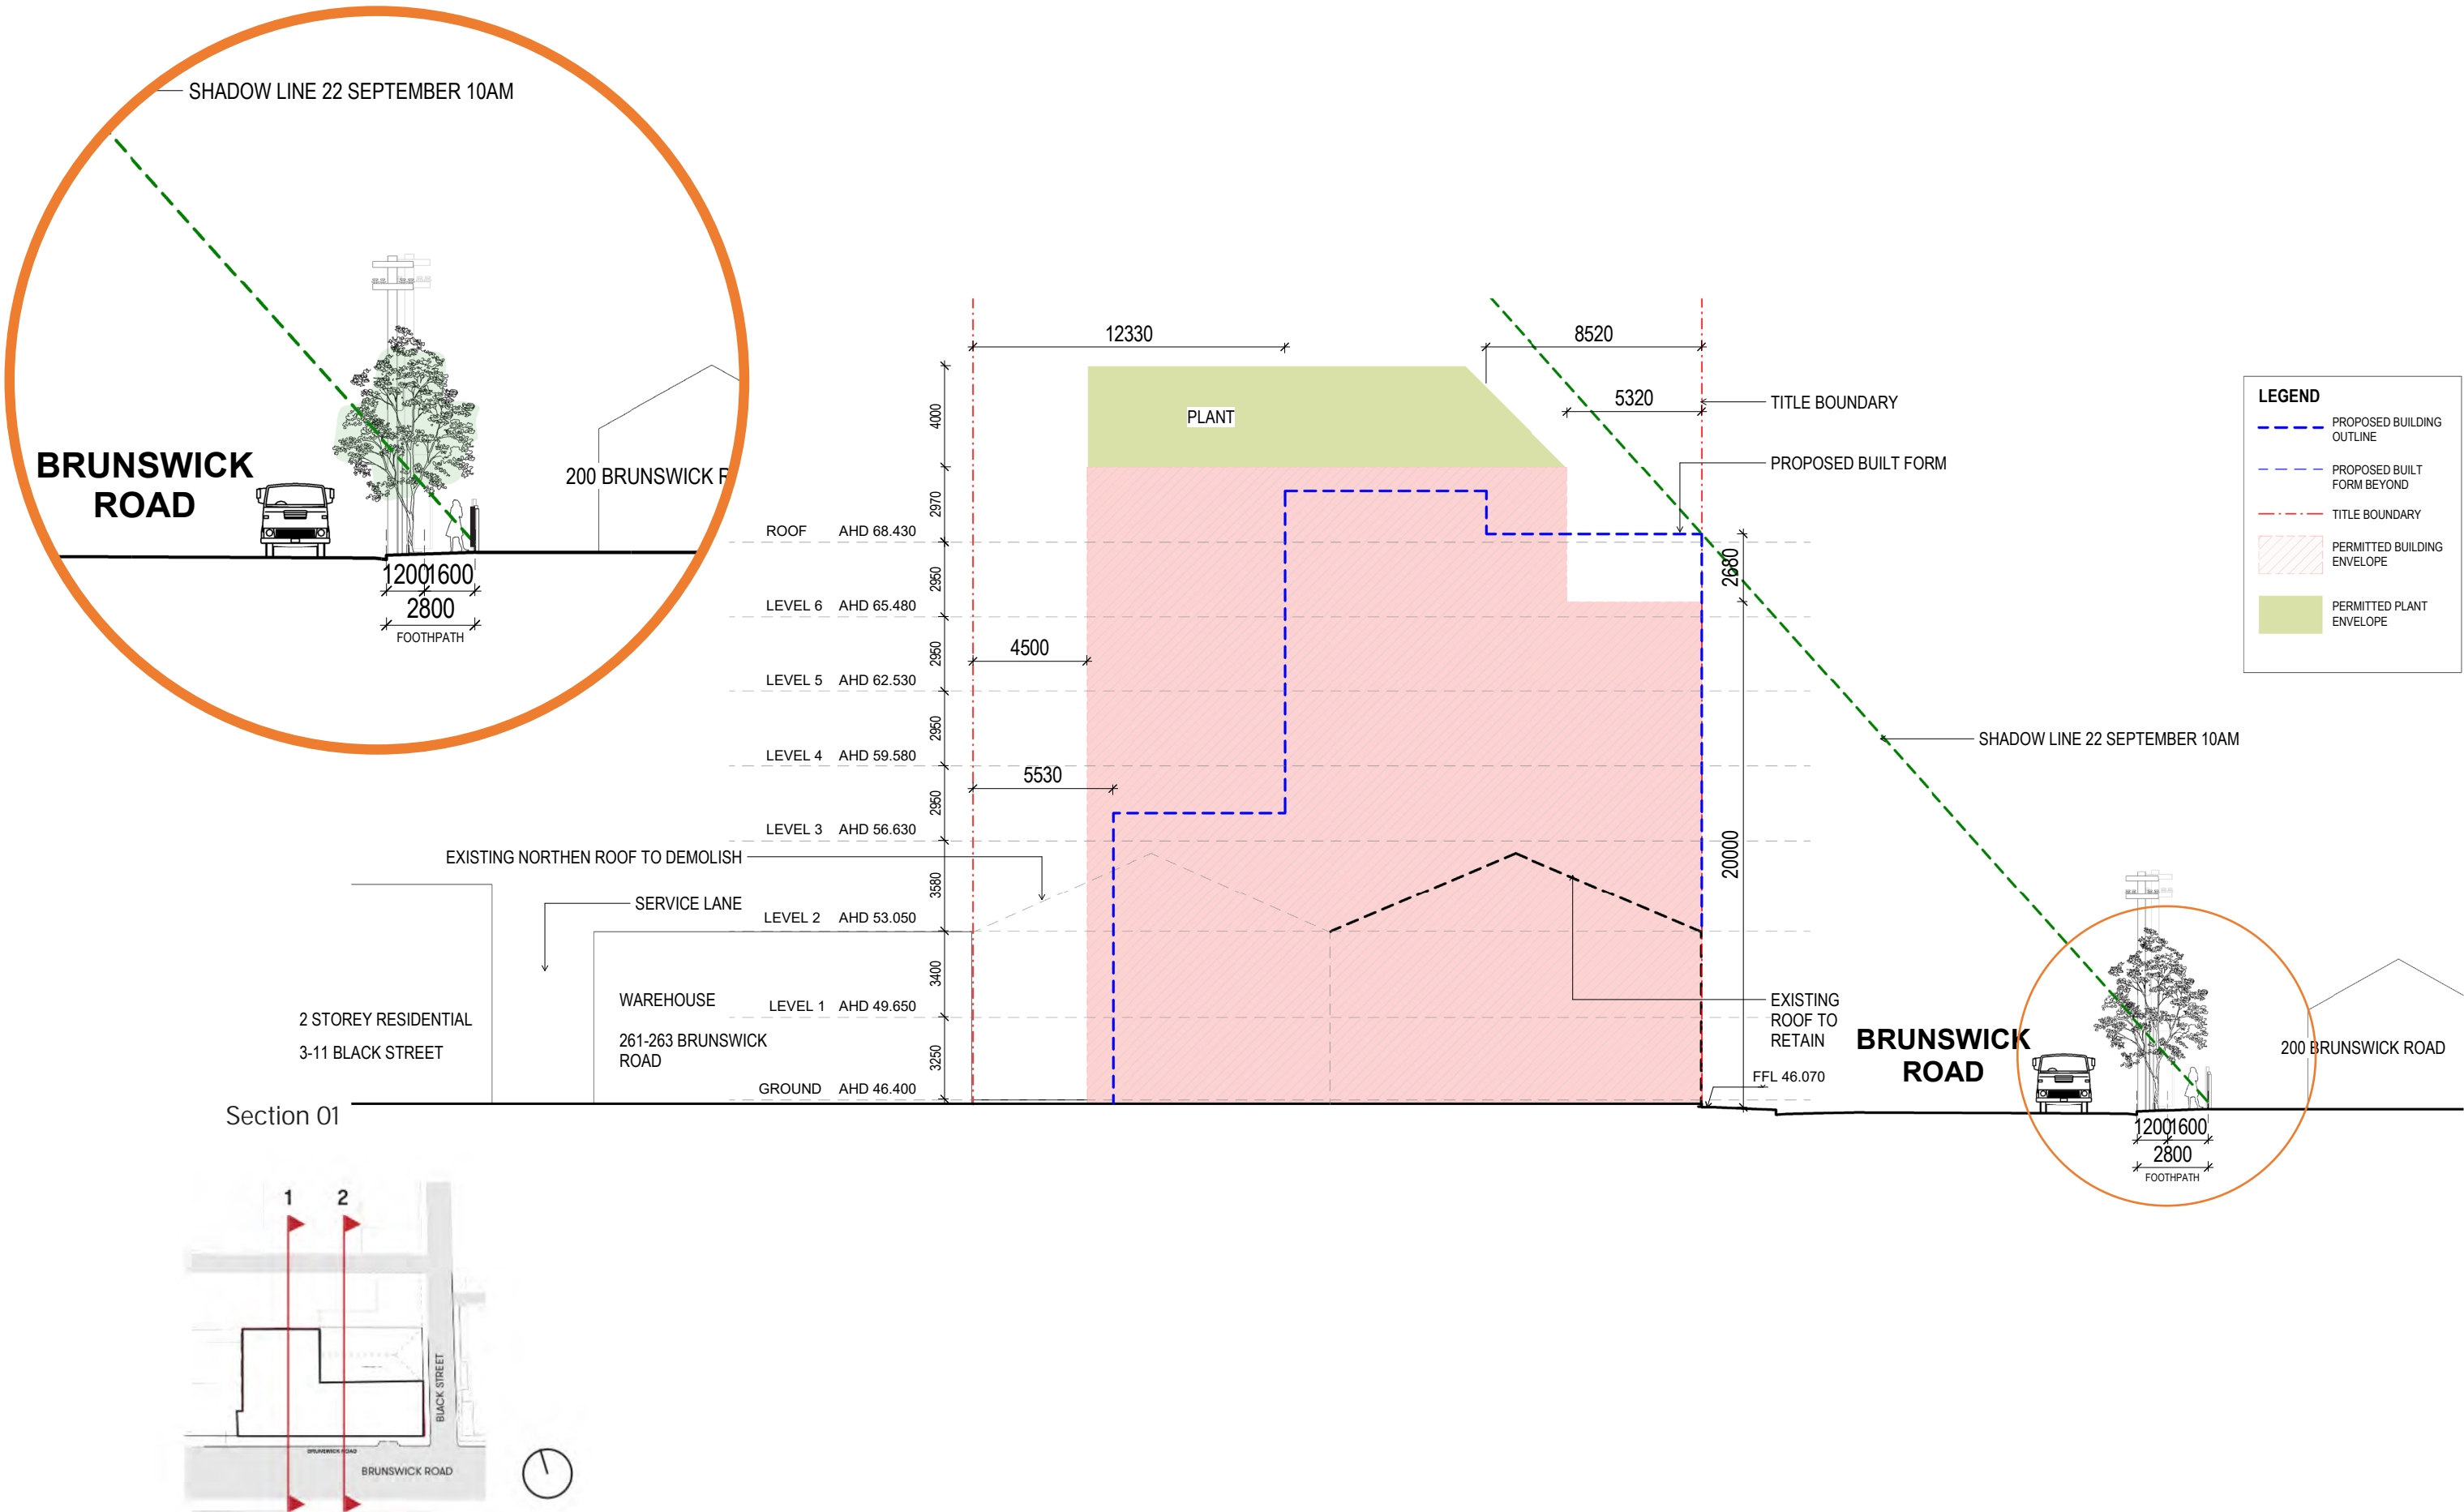 SHADOW LINE 22 SEPTEMBER 10AM
BRUNSWICK
ROAD
200 BRUNSWICK R
1200
1600
2800
FOOTHPATH
12330
8520
5320
TITLE BOUNDARY
PLANT
PROPOSED BUILT FORM
4000
2970
ROOF AHD 68.430
2950
LEVEL 6 AHD 65.480
2950
LEVEL 5 AHD 62.530
2950
LEVEL 4 AHD 59.580
2950
LEVEL 3 AHD 56.630
3580
LEVEL 2 AHD 53.050
3400
LEVEL 1 AHD 49.650
3250
GROUND AHD 46.400
4500
5530
2680
20000
EXISTING NORTHEN ROOF TO DEMOLISH
SERVICE LANE
WAREHOUSE
261-263 BRUNSWICK
ROAD
2 STOREY RESIDENTIAL
3-11 BLACK STREET
Section 01
EXISTING
ROOF TO
RETAIN
FFL 46.070
SHADOW LINE 22 SEPTEMBER 10AM
BRUNSWICK
ROAD
200 BRUNSWICK ROAD
1200
1600
2800
FOOTHPATH
LEGEND
PROPOSED BUILDING
OUTLINE
PROPOSED BUILT
FORM BEYOND
TITLE BOUNDARY
PERMITTED BUILDING
ENVELOPE
PERMITTED PLANT
ENVELOPE
1
2
BLACK STREET
BRUNSWICK ROAD
BRUNSWICK ROAD